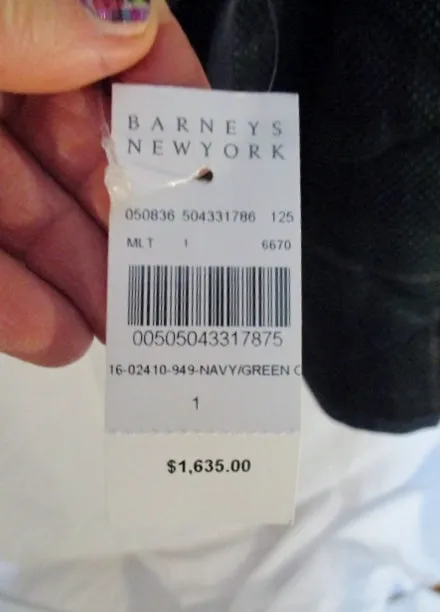 BARNEYS
NEWYORK
050836 504331786 125
MLT 1 6670
00505043317875
16-02410-949-NAVY/GREEN C
1
$1,635.00